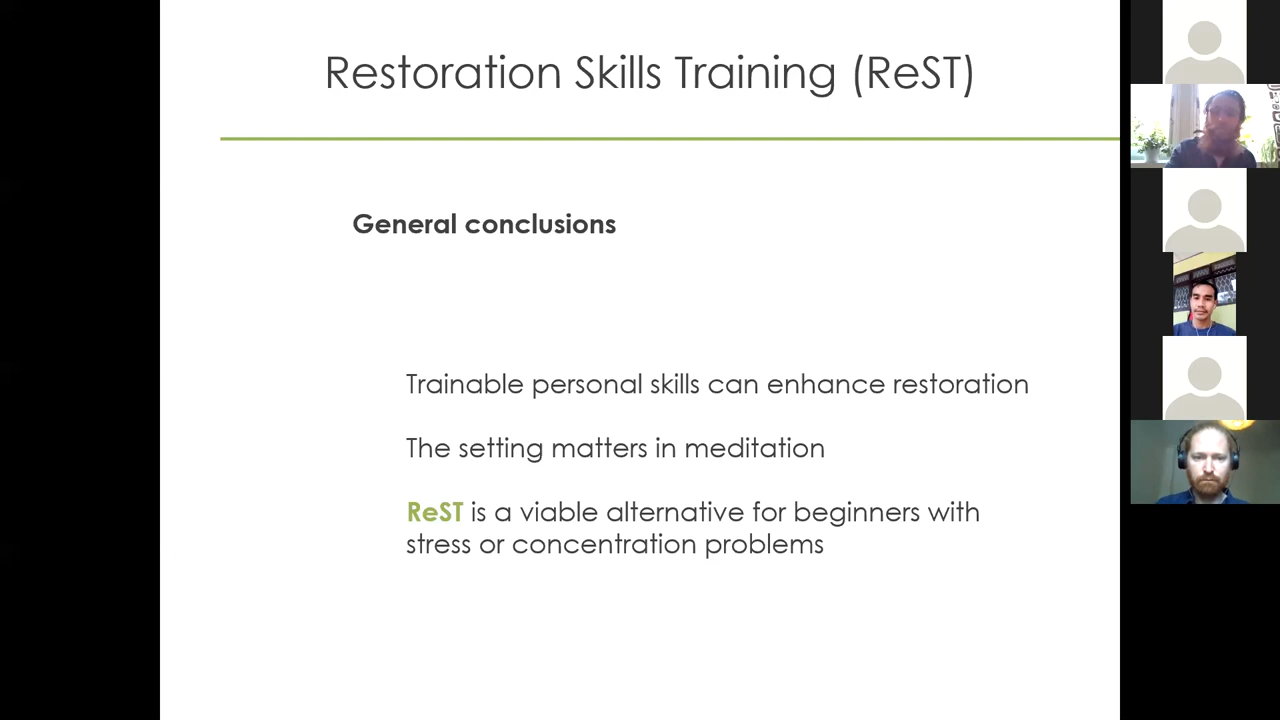 Restoration Skills Training (ReST)
General conclusions
Trainable personal skills can enhance restoration
The setting matters in meditation
ReST is a viable alternative for beginners with
stress or concentration problems